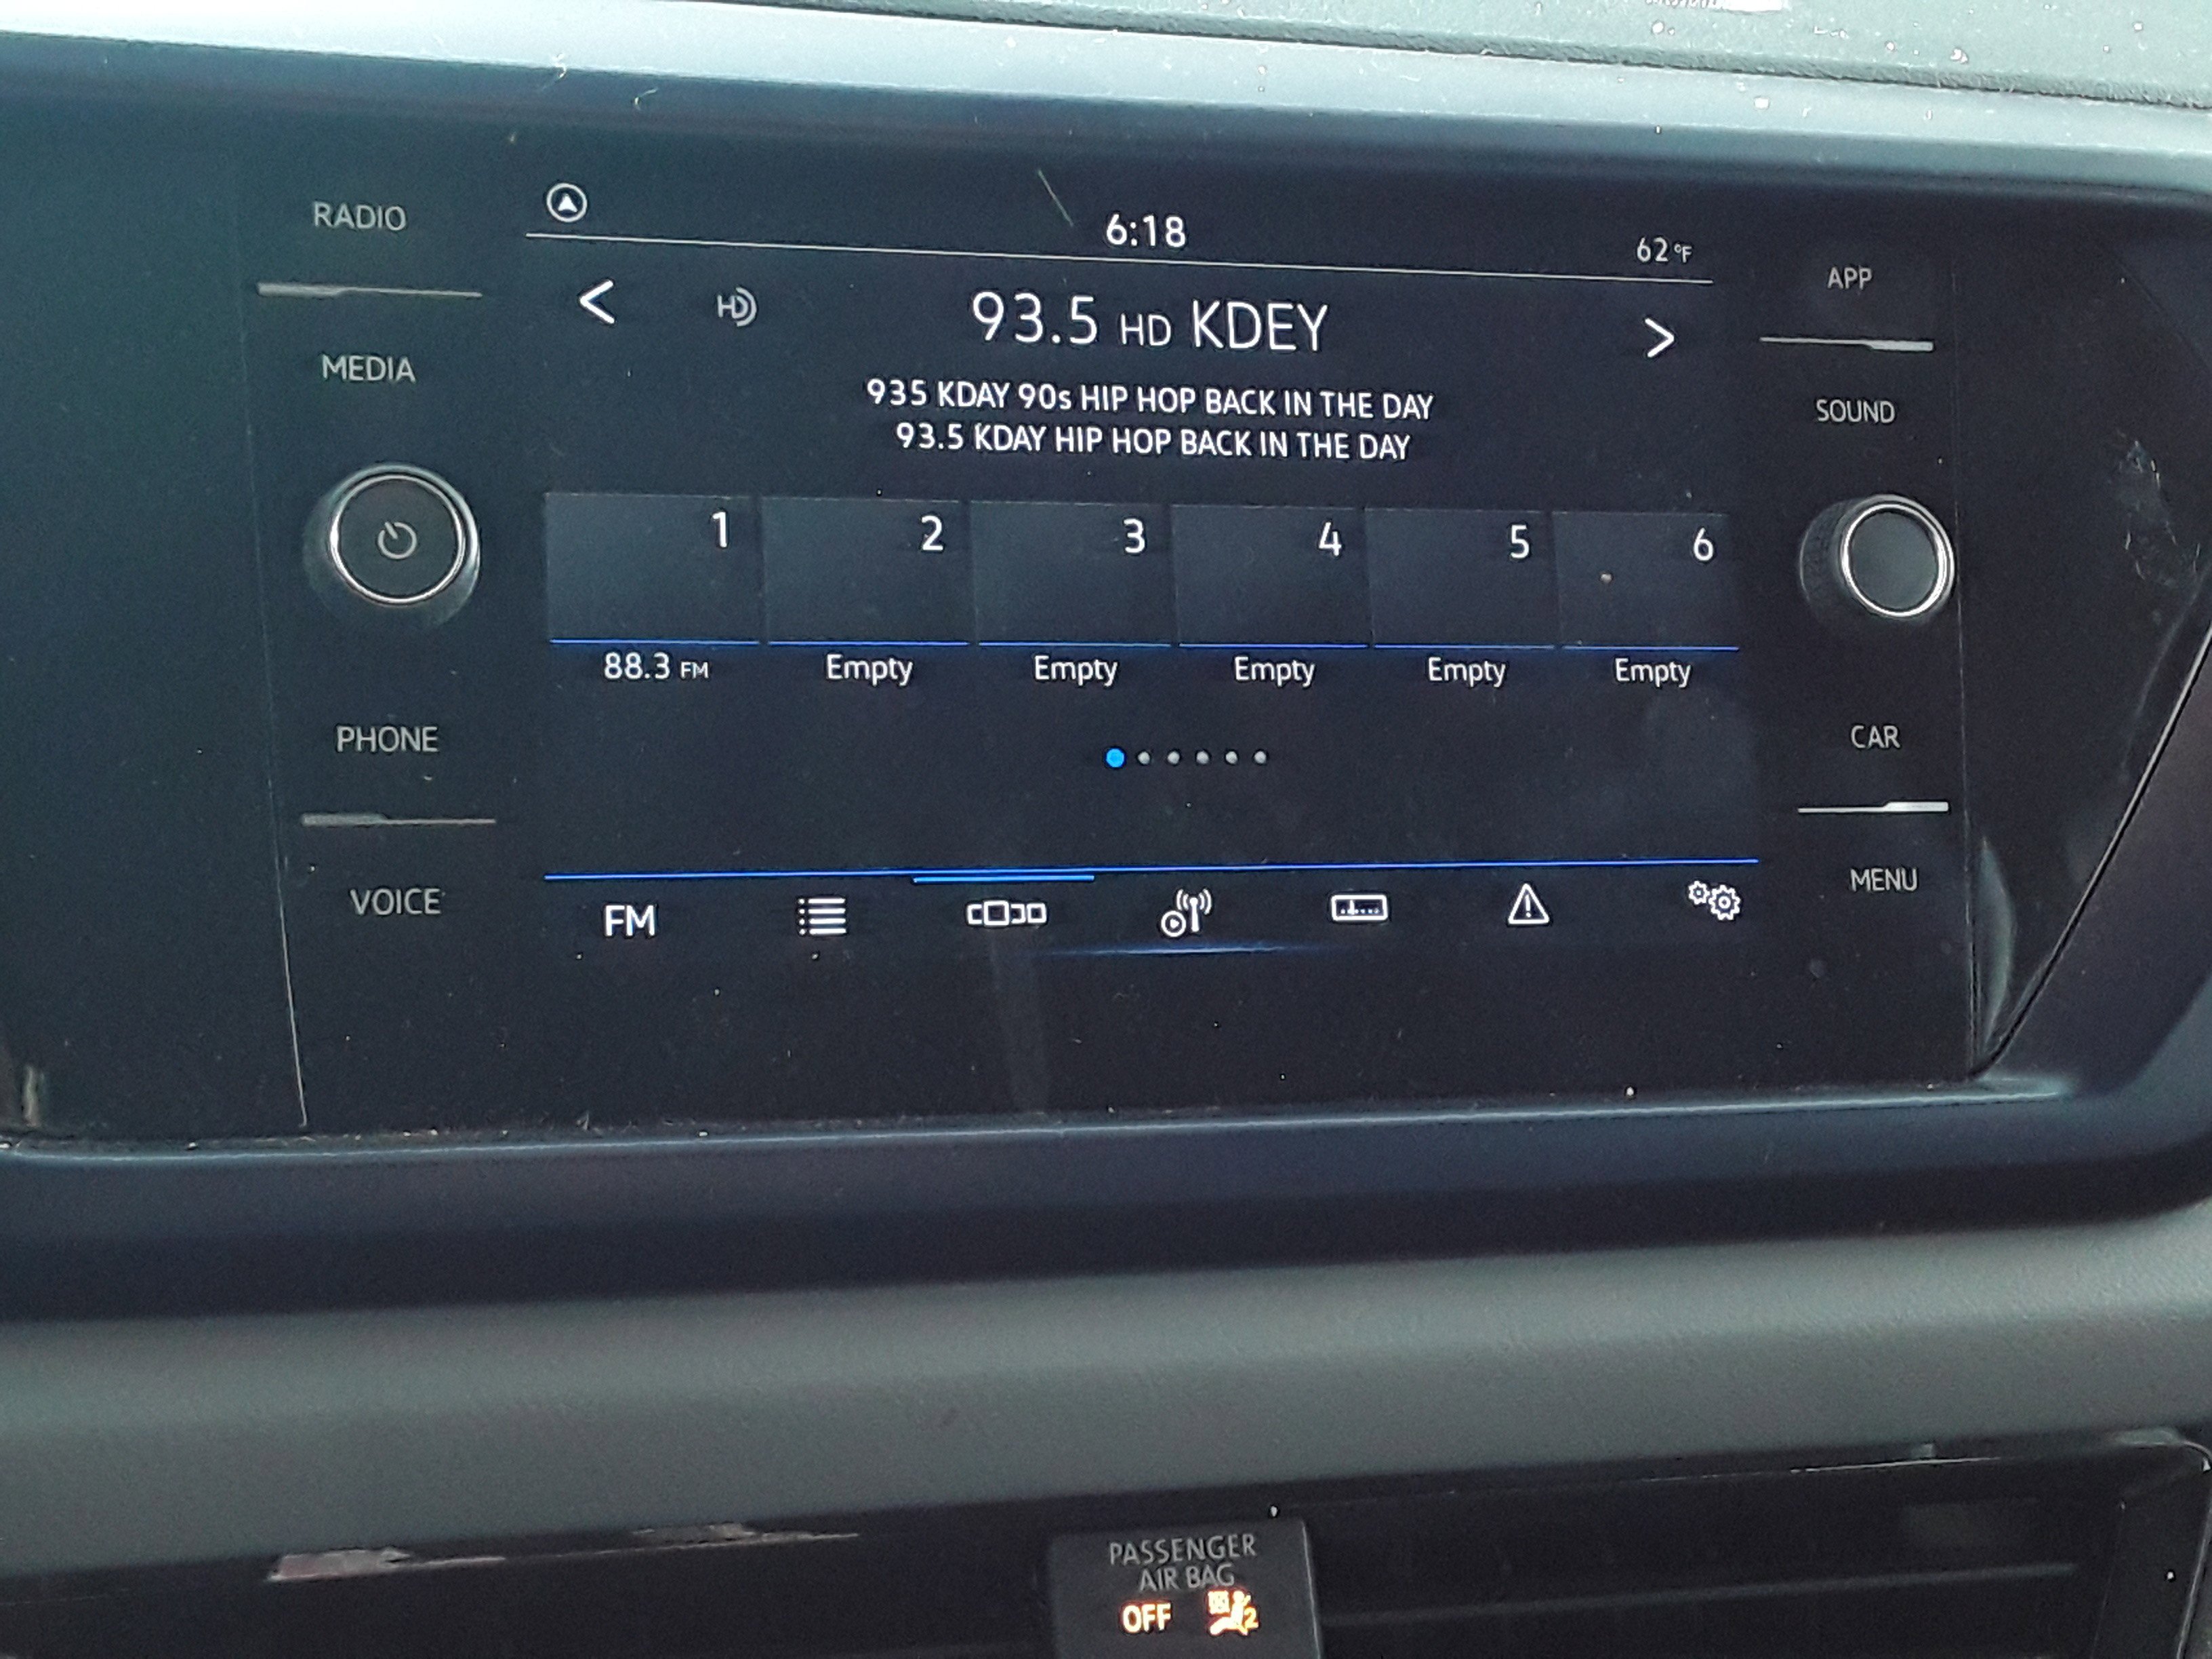 RADIO
MEDIA
PHONE
VOICE
6:18
62°F
HD
93.5 HD KDEY
935 KDAY 90s HIP HOP BACK IN THE DAY
93.5 KDAY HIP HOP BACK IN THE DAY
1 2 3 4 5 6
88.3 FM Empty Empty Empty Empty Empty
FM
APP
SOUND
CAR
MENU
PASSENGER
AIR BAG
OFF 2